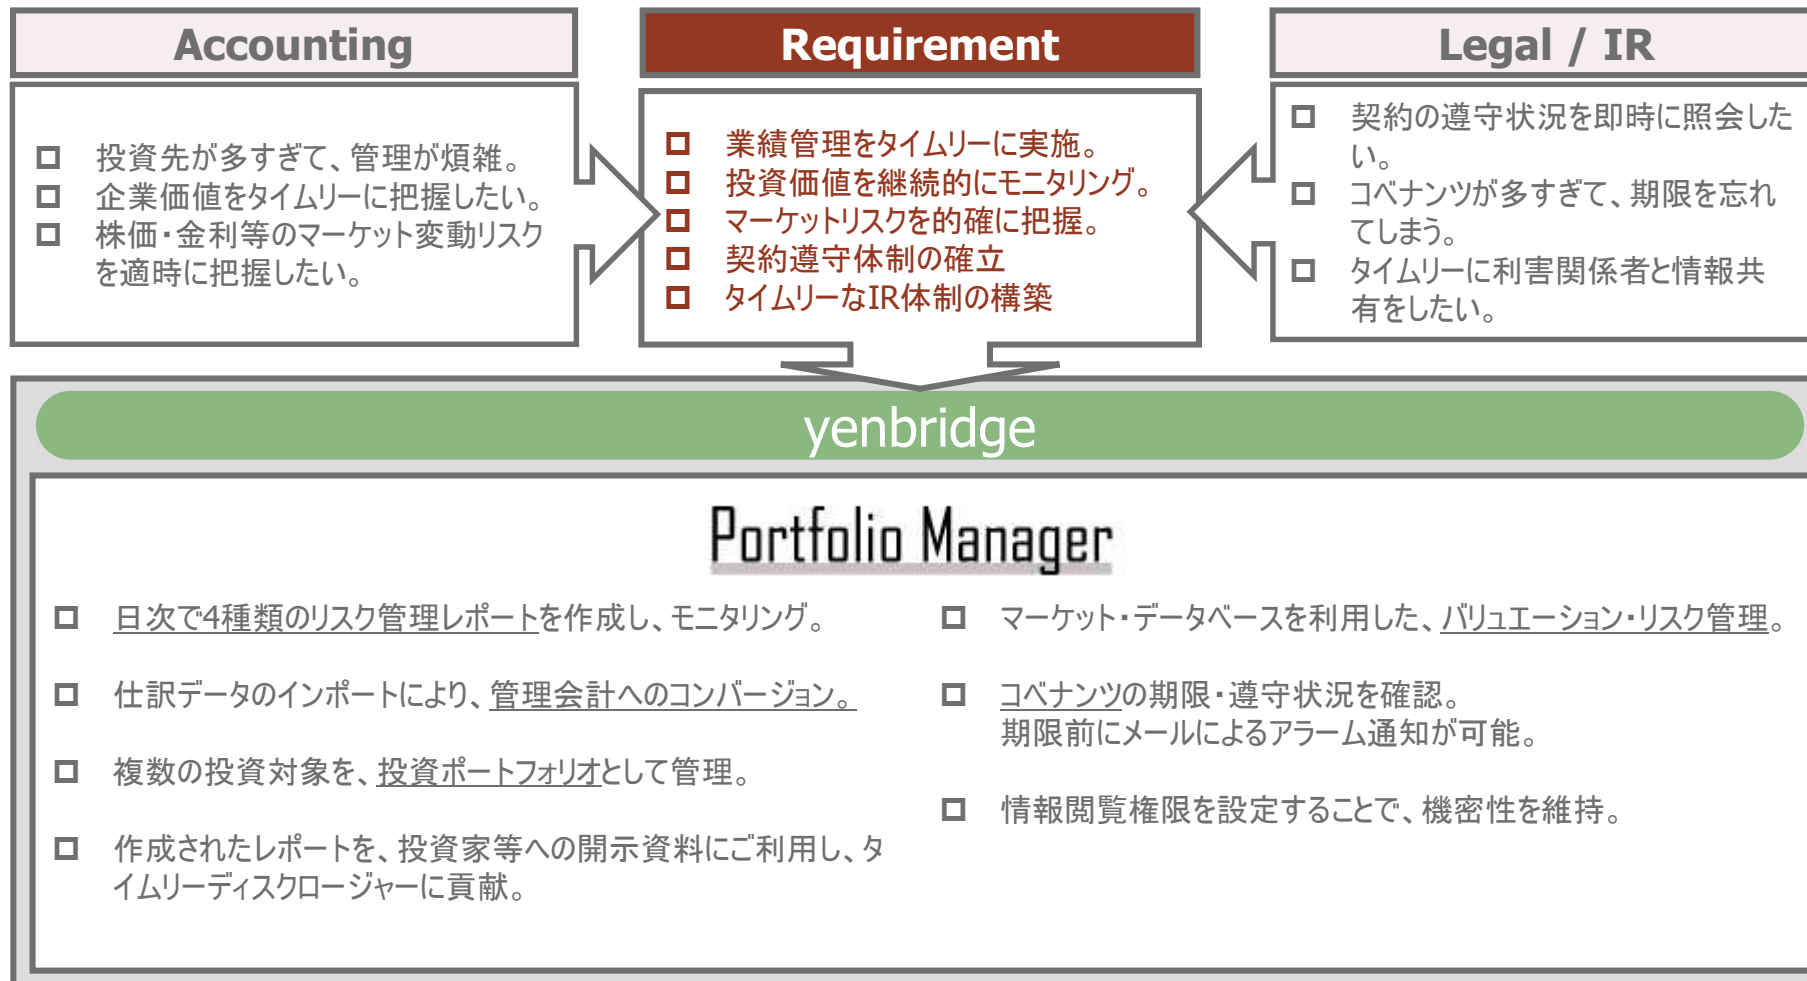 Accounting
投資先が多すぎて、管理が煩雑。
企業価値をタイムリーに把握したい。
株価・金利等のマーケット変動リスク
を適時に把握したい。
Requirement
業績管理をタイムリーに実施。
投資価値を継続的にモニタリング。
マーケットリスクを的確に把握。
契約遵守体制の確立
タイムリーなIR体制の構築
Legal / IR
契約の遵守状況を即時に照会した
い。
コベナンツが多すぎて、期限を忘れ
てしまう。
タイムリーに利害関係者と情報共
有をしたい。
yenbridge
Portfolio Manager
日次で4種類のリスク管理レポートを作成し、モニタリング。
仕訳データのインポートにより、管理会計へのコンバージョン。
複数の投資対象を、投資ポートフォリオとして管理。
作成されたレポートを、投資家等への開示資料にご利用し、タ
イムリーディスクロージャーに貢献。
マーケット・データベースを利用した、バリュエーション・リスク管理。
コベナンツの期限・遵守状況を確認。
期限前にメールによるアラーム通知が可能。
情報閲覧権限を設定することで、機密性を維持。